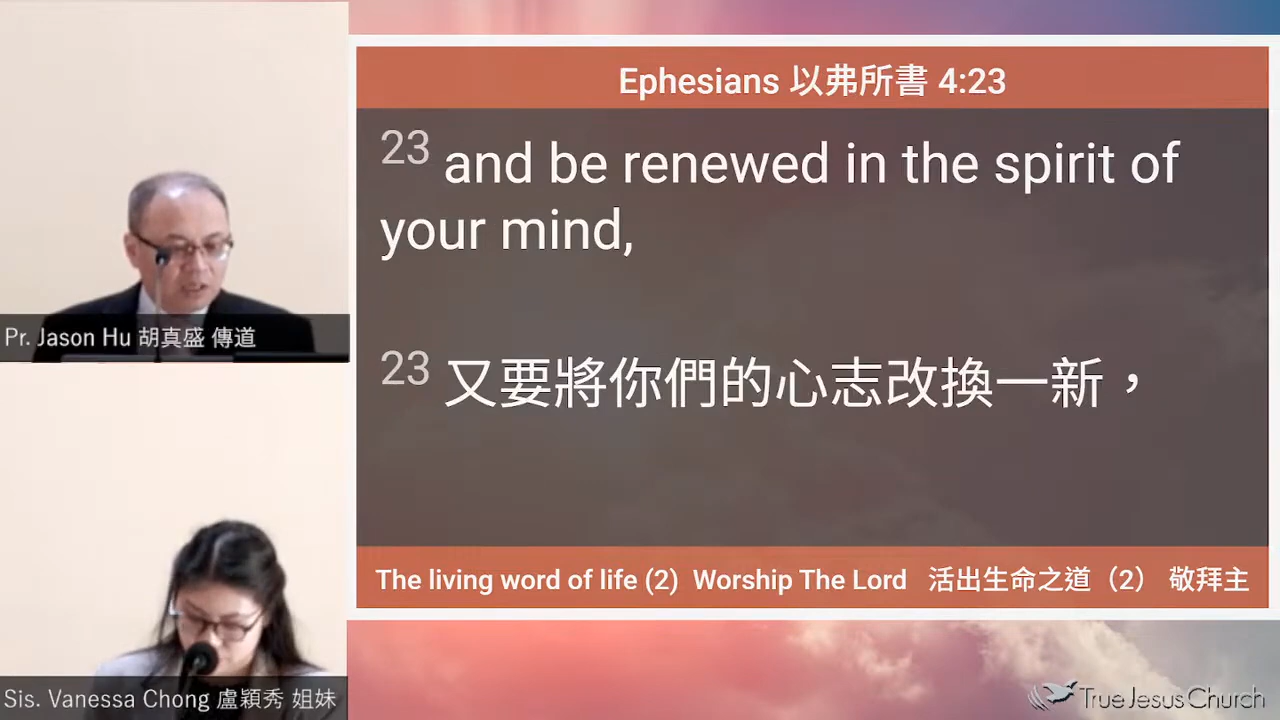 Ephesians 以弗所書 4:23
23 and be renewed in the spirit of
your mind,
23 又要將你們的心志改換一新，
The living word of life (2) Worship The Lord 活出生命之道（2） 敬拜主
Pr. Jason Hu 胡真盛 傳道
Sis. Vanessa Chong 盧穎秀 姐妹
True Jesus Church